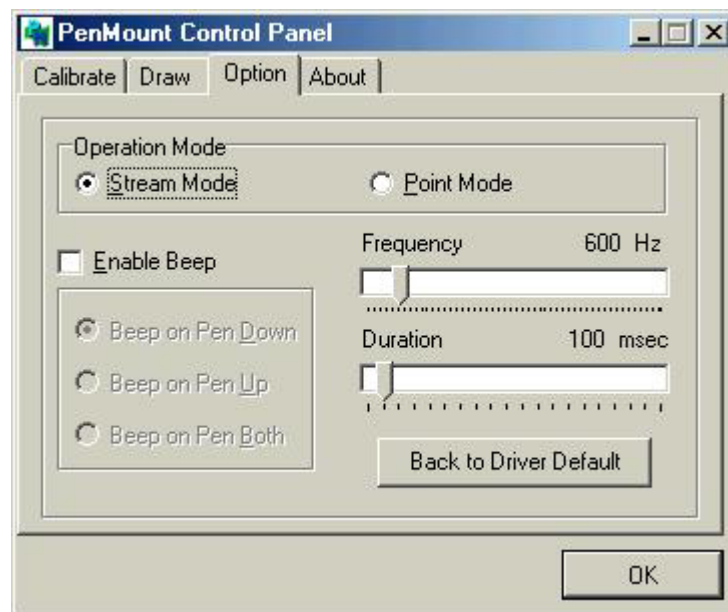 PenMount Control Panel
Calibrate Draw Option About
Operation Mode
Stream Mode Point Mode
Enable Beep
Frequency 600 Hz
Beep on Pen Down
Beep on Pen Up
Beep on Pen Both
Duration 100 msec
Back to Driver Default
OK